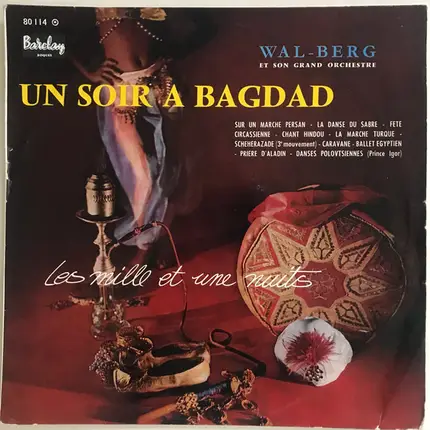 80 114
Barclay
DISQUES
WAL-BERG
ET SON GRAND ORCHESTRE
UN SOIR A BAGDAD
SUR UN MARCHE PERSAN - LA DANSE DU SABRE - FETE
CIRCASSIENNE - CHANT HINDOU - LA MARCHE TURQUE -
SCHEHERAZADE (3e mouvement) - CARAVANE - BALLET EGYPTIEN
- PRIERE D'ALADIN - DANSES POLOVTSIENNES (Prince Igor)
Les mille et une nuits